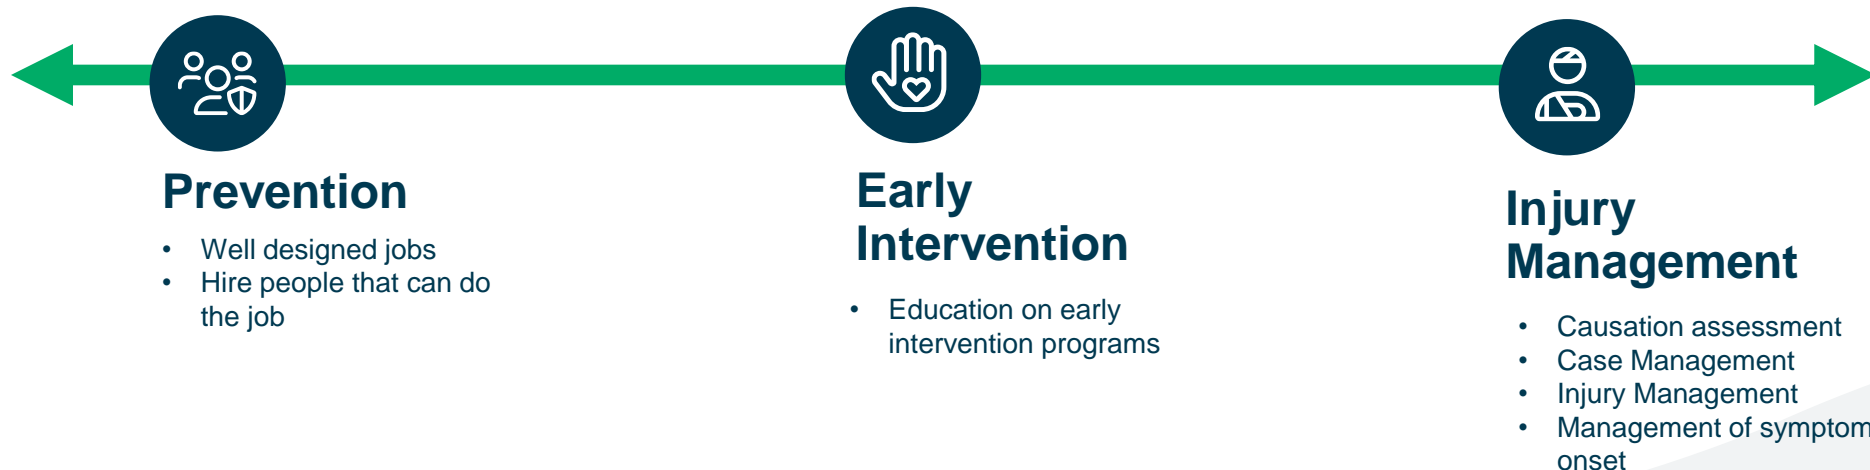 Prevention
• Well designed jobs
• Hire people that can do
the job
Early
Intervention
• Education on early
intervention programs
Injury
Management
• Causation assessment
• Case Management
• Injury Management
• Management of symptom
onset